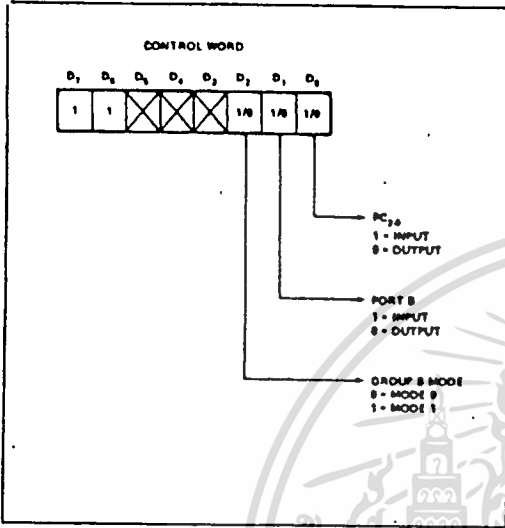 CONTROL WORD
D7 D6 D5 D4 D3 D2 D1 D0
1 1 1/0 1/0 1/0
PC2-0
1 = INPUT
0 = OUTPUT
PORT B
1 = INPUT
0 = OUTPUT
GROUP B MODE
0 = MODE 0
1 = MODE 1